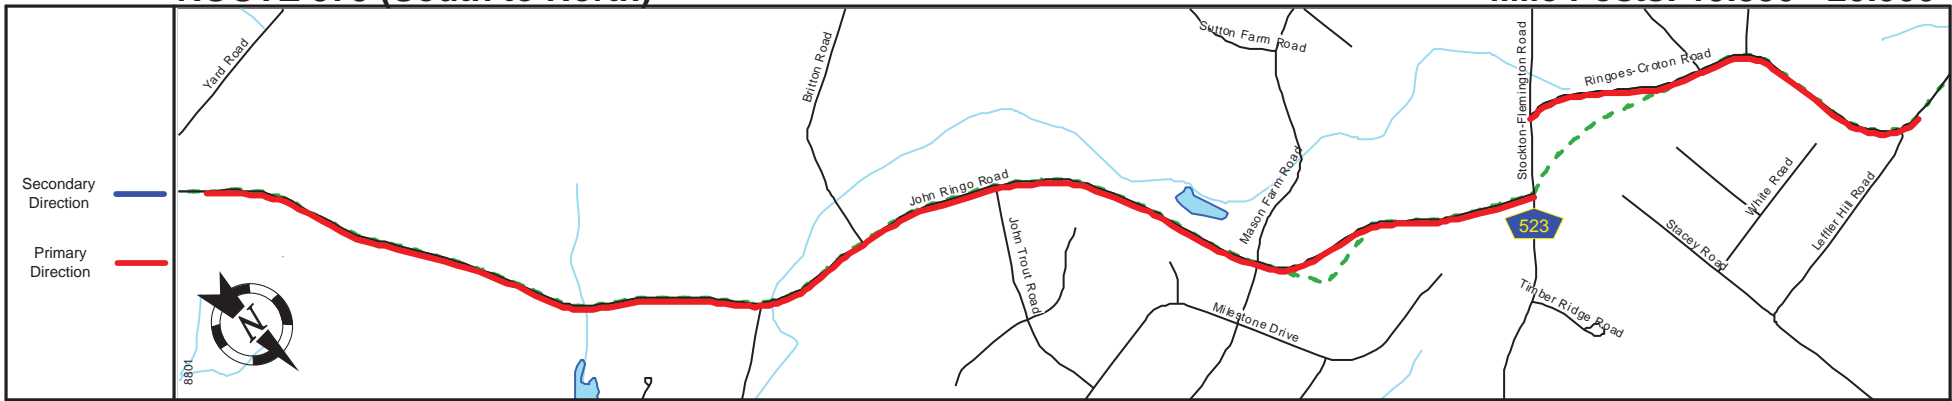 Secondary
Direction
Primary
Direction
Yard Road
8801
N
Britton Road
John Ringo Road
John Trout Road
Sutton Farm Road
Mason Farm Road
Milestone Drive
Stockton-Flemington Road
523
Timber Ridge Road
Ringoes-Croton Road
White Road
Stacey Road
Leffler Hill Road